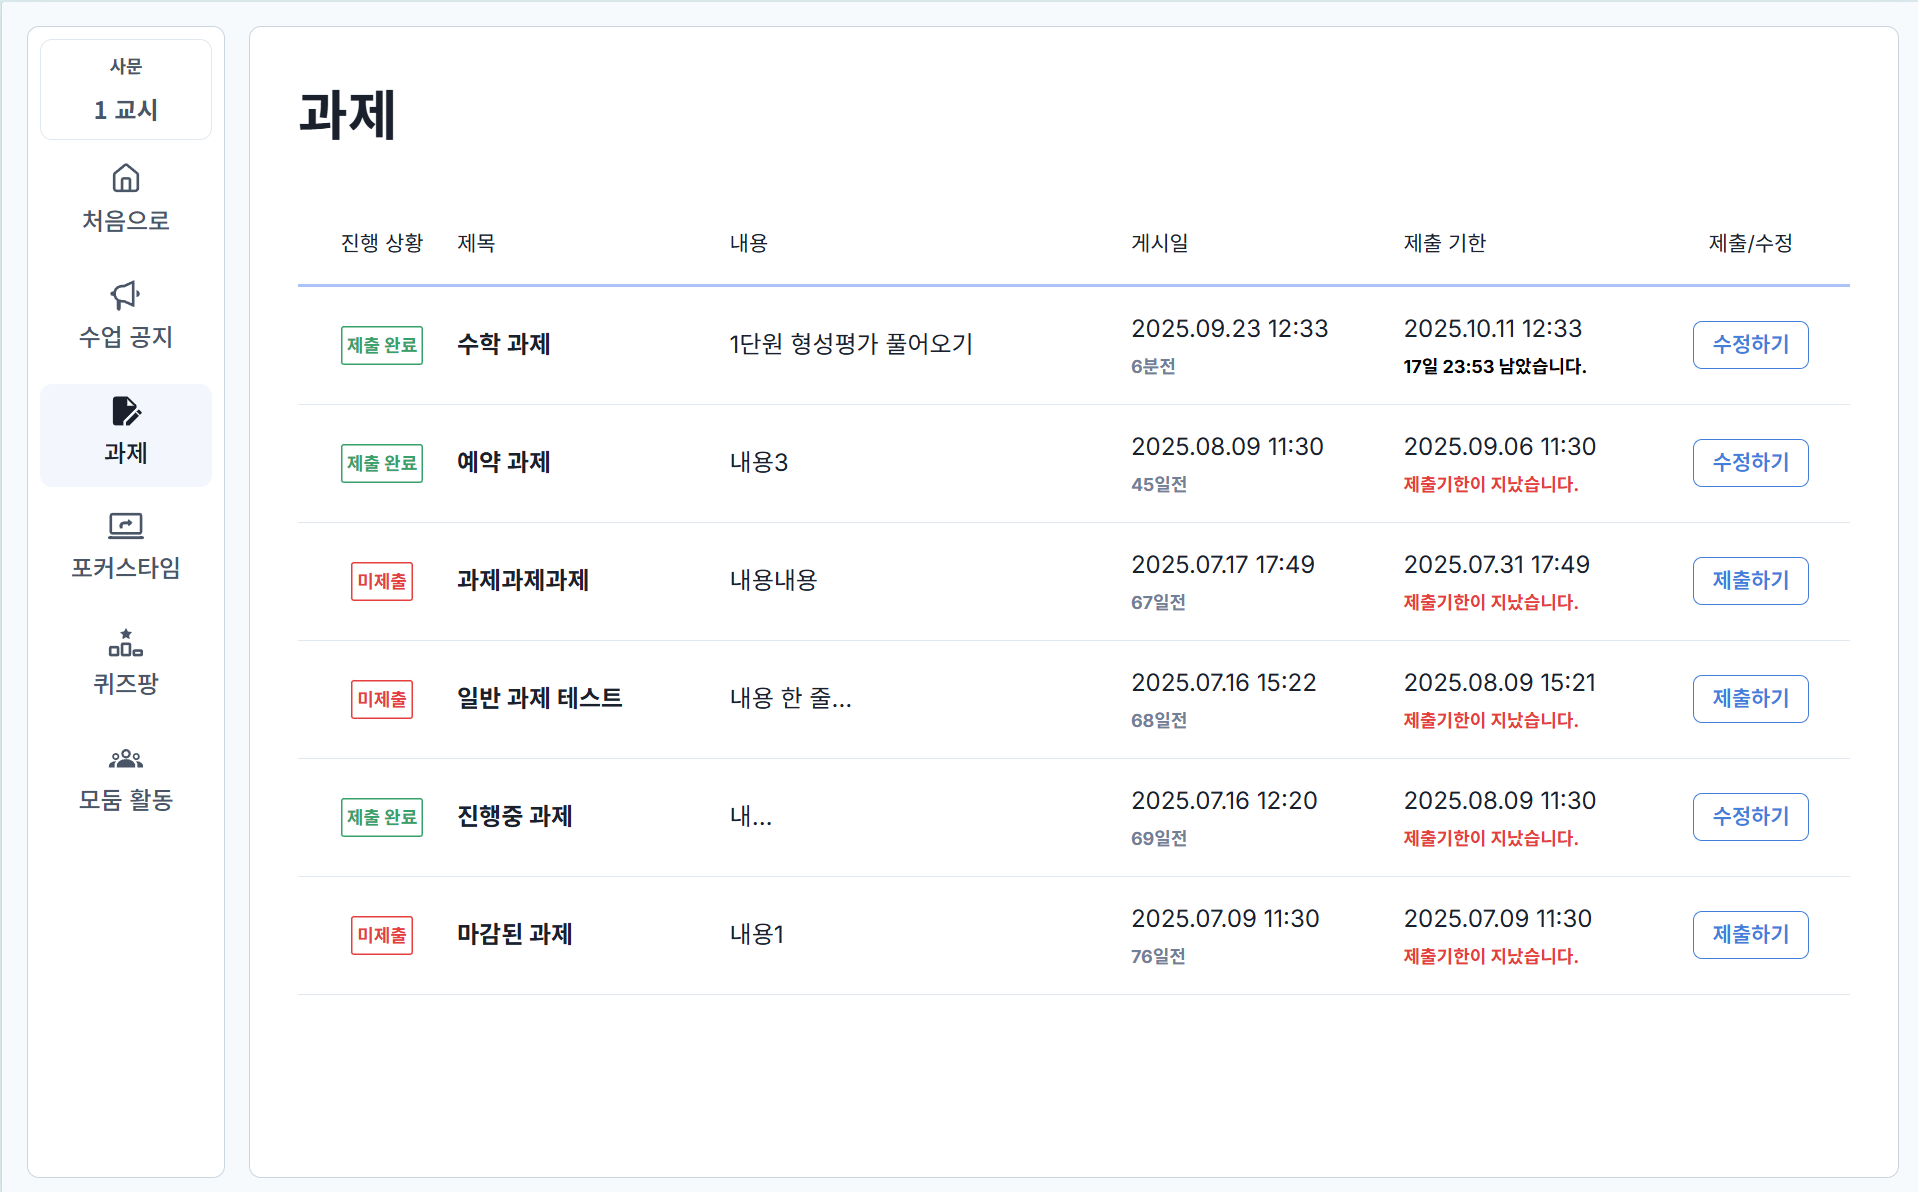 사문
1 교시
처음으로
수업 공지
과제
포커스타임
퀴즈팡
모둠 활동
과제
진행 상황 제목 내용 게시일 제출 기한 제출/수정
제출 완료 수학 과제 1단원 형성평가 풀어오기 2025.09.23 12:33 2025.10.11 12:33 수정하기
6분전 17일 23:53 남았습니다.
제출 완료 예약 과제 내용3 2025.08.09 11:30 2025.09.06 11:30 수정하기
45일전 제출기한이 지났습니다.
미제출 과제과제과제 내용내용 2025.07.17 17:49 2025.07.31 17:49 제출하기
67일전 제출기한이 지났습니다.
미제출 일반 과제 테스트 내용 한 줄... 2025.07.16 15:22 2025.08.09 15:21 제출하기
68일전 제출기한이 지났습니다.
제출 완료 진행중 과제 내... 2025.07.16 12:20 2025.08.09 11:30 수정하기
69일전 제출기한이 지났습니다.
미제출 마감된 과제 내용1 2025.07.09 11:30 2025.07.09 11:30 제출하기
76일전 제출기한이 지났습니다.